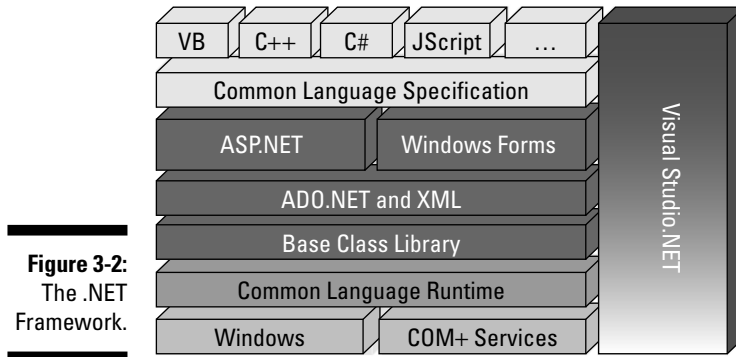 VB
C++
C#
JScript
…
Common Language Specification
ASP.NET
Windows Forms
ADO.NET and XML
Base Class Library
Common Language Runtime
Windows
COM+ Services
Visual Studio.NET
Figure 3-2:
The .NET
Framework.